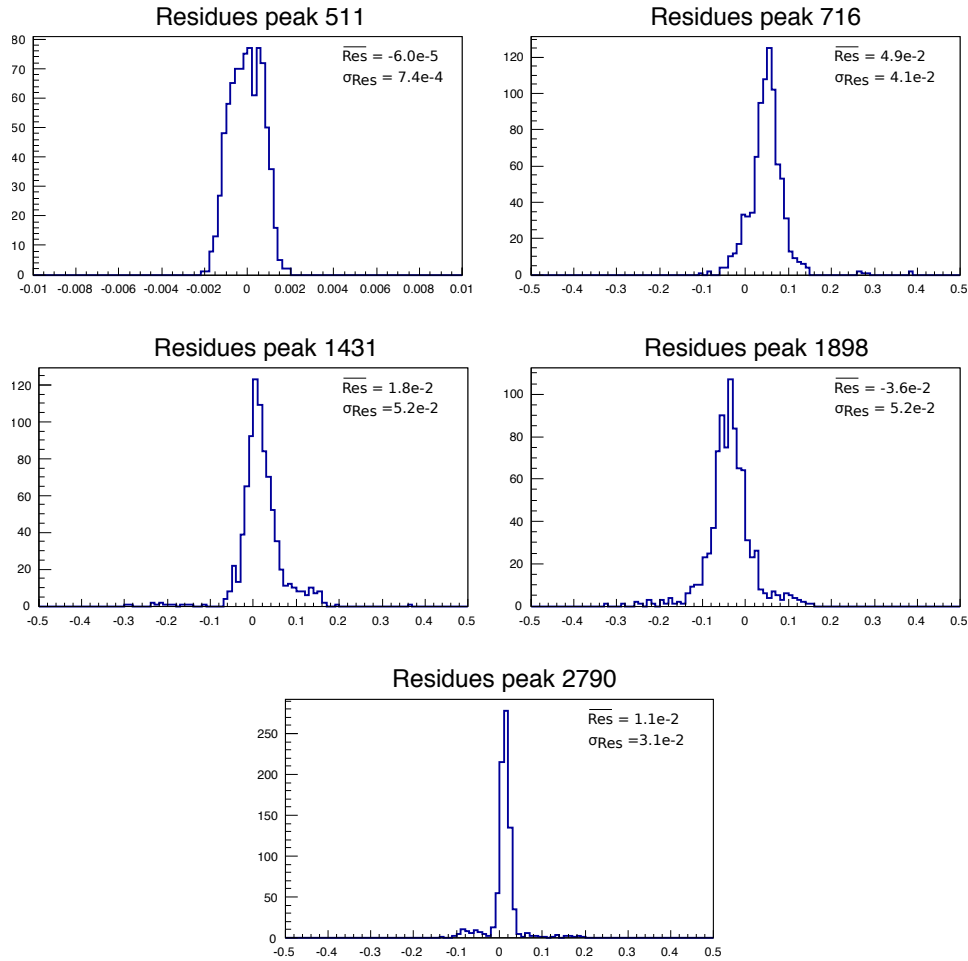 Residues peak 511
Res = -6.0e-5
σRes = 7.4e-4
80
70
60
50
40
30
20
10
0
-0.01 -0.008 -0.006 -0.004 -0.002 0 0.002 0.004 0.006 0.008 0.01
Residues peak 716
Res = 4.9e-2
σRes = 4.1e-2
120
100
80
60
40
20
0
-0.5 -0.4 -0.3 -0.2 -0.1 0 0.1 0.2 0.3 0.4 0.5
Residues peak 1431
Res = 1.8e-2
σRes =5.2e-2
120
100
80
60
40
20
0
-0.5 -0.4 -0.3 -0.2 -0.1 0 0.1 0.2 0.3 0.4 0.5
Residues peak 1898
Res = -3.6e-2
σRes = 5.2e-2
100
80
60
40
20
0
-0.5 -0.4 -0.3 -0.2 -0.1 0 0.1 0.2 0.3 0.4 0.5
Residues peak 2790
Res = 1.1e-2
σRes =3.1e-2
250
200
150
100
50
0
-0.5 -0.4 -0.3 -0.2 -0.1 0 0.1 0.2 0.3 0.4 0.5